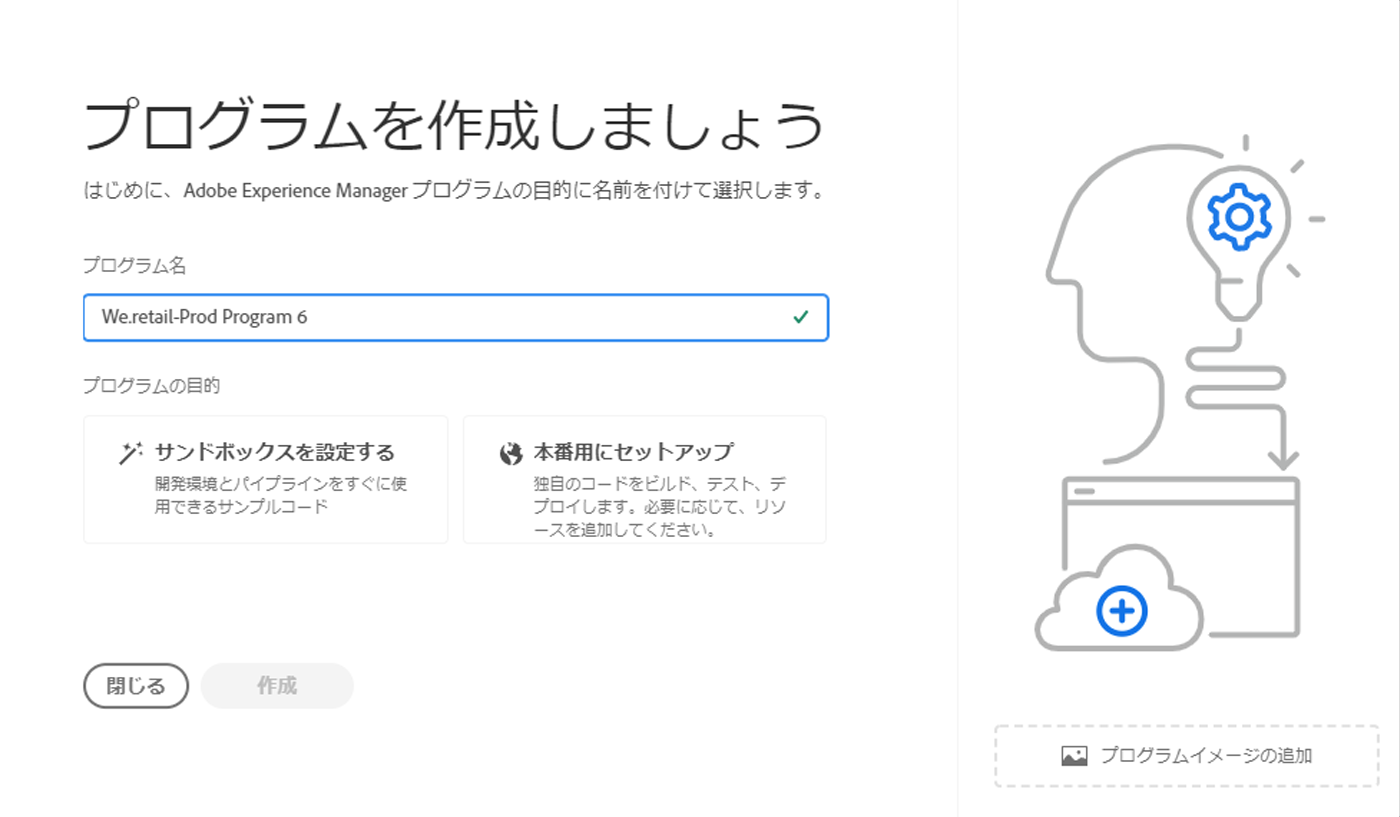 プログラムを作成しましょう
はじめに、Adobe Experience Manager プログラムの目的に名前を付けて選択します。
プログラム名
We.retail-Prod Program 6
プログラムの目的
サンドボックスを設定する
開発環境とパイプラインをすぐに使
用できるサンプルコード
本番用にセットアップ
独自のコードをビルド、テスト、デ
プロイします。必要に応じて、リソ
ースを追加してください。
閉じる
作成
プログラムイメージの追加